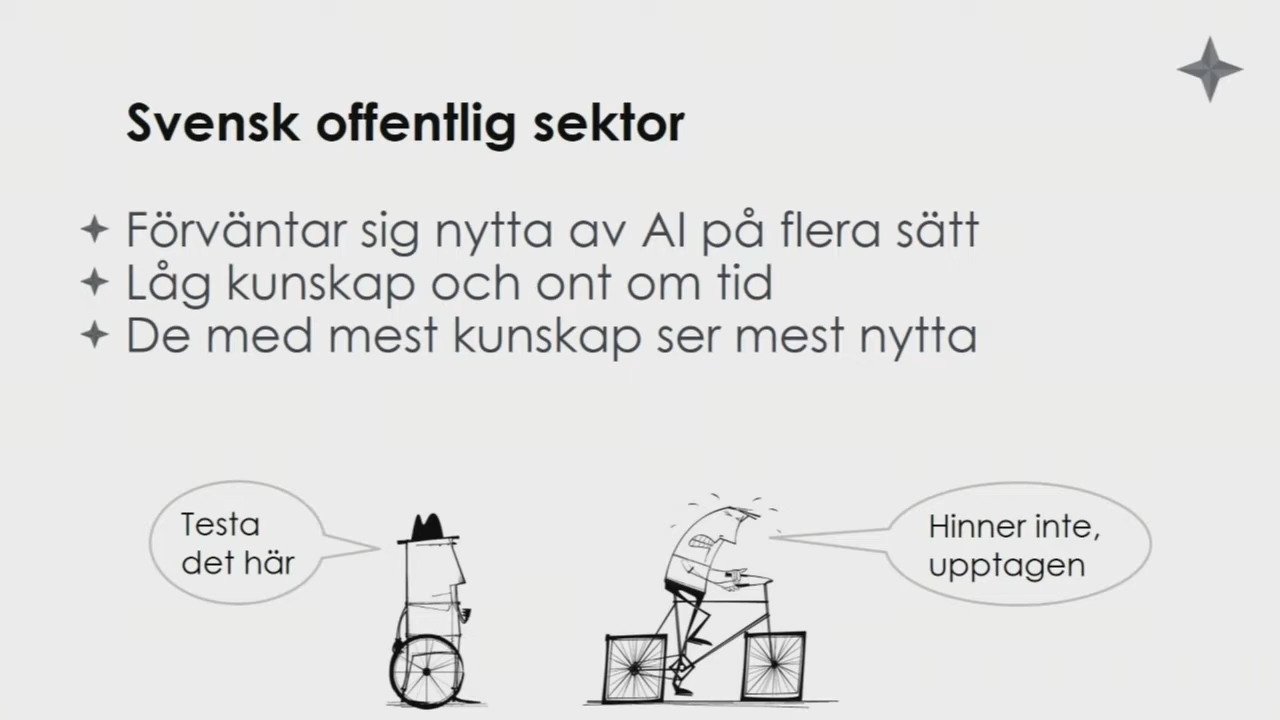 Svensk offentlig sektor
Förväntar sig nytta av AI på flera sätt
Låg kunskap och ont om tid
De med mest kunskap ser mest nytta
Testa
det här
Hinner inte,
upptagen